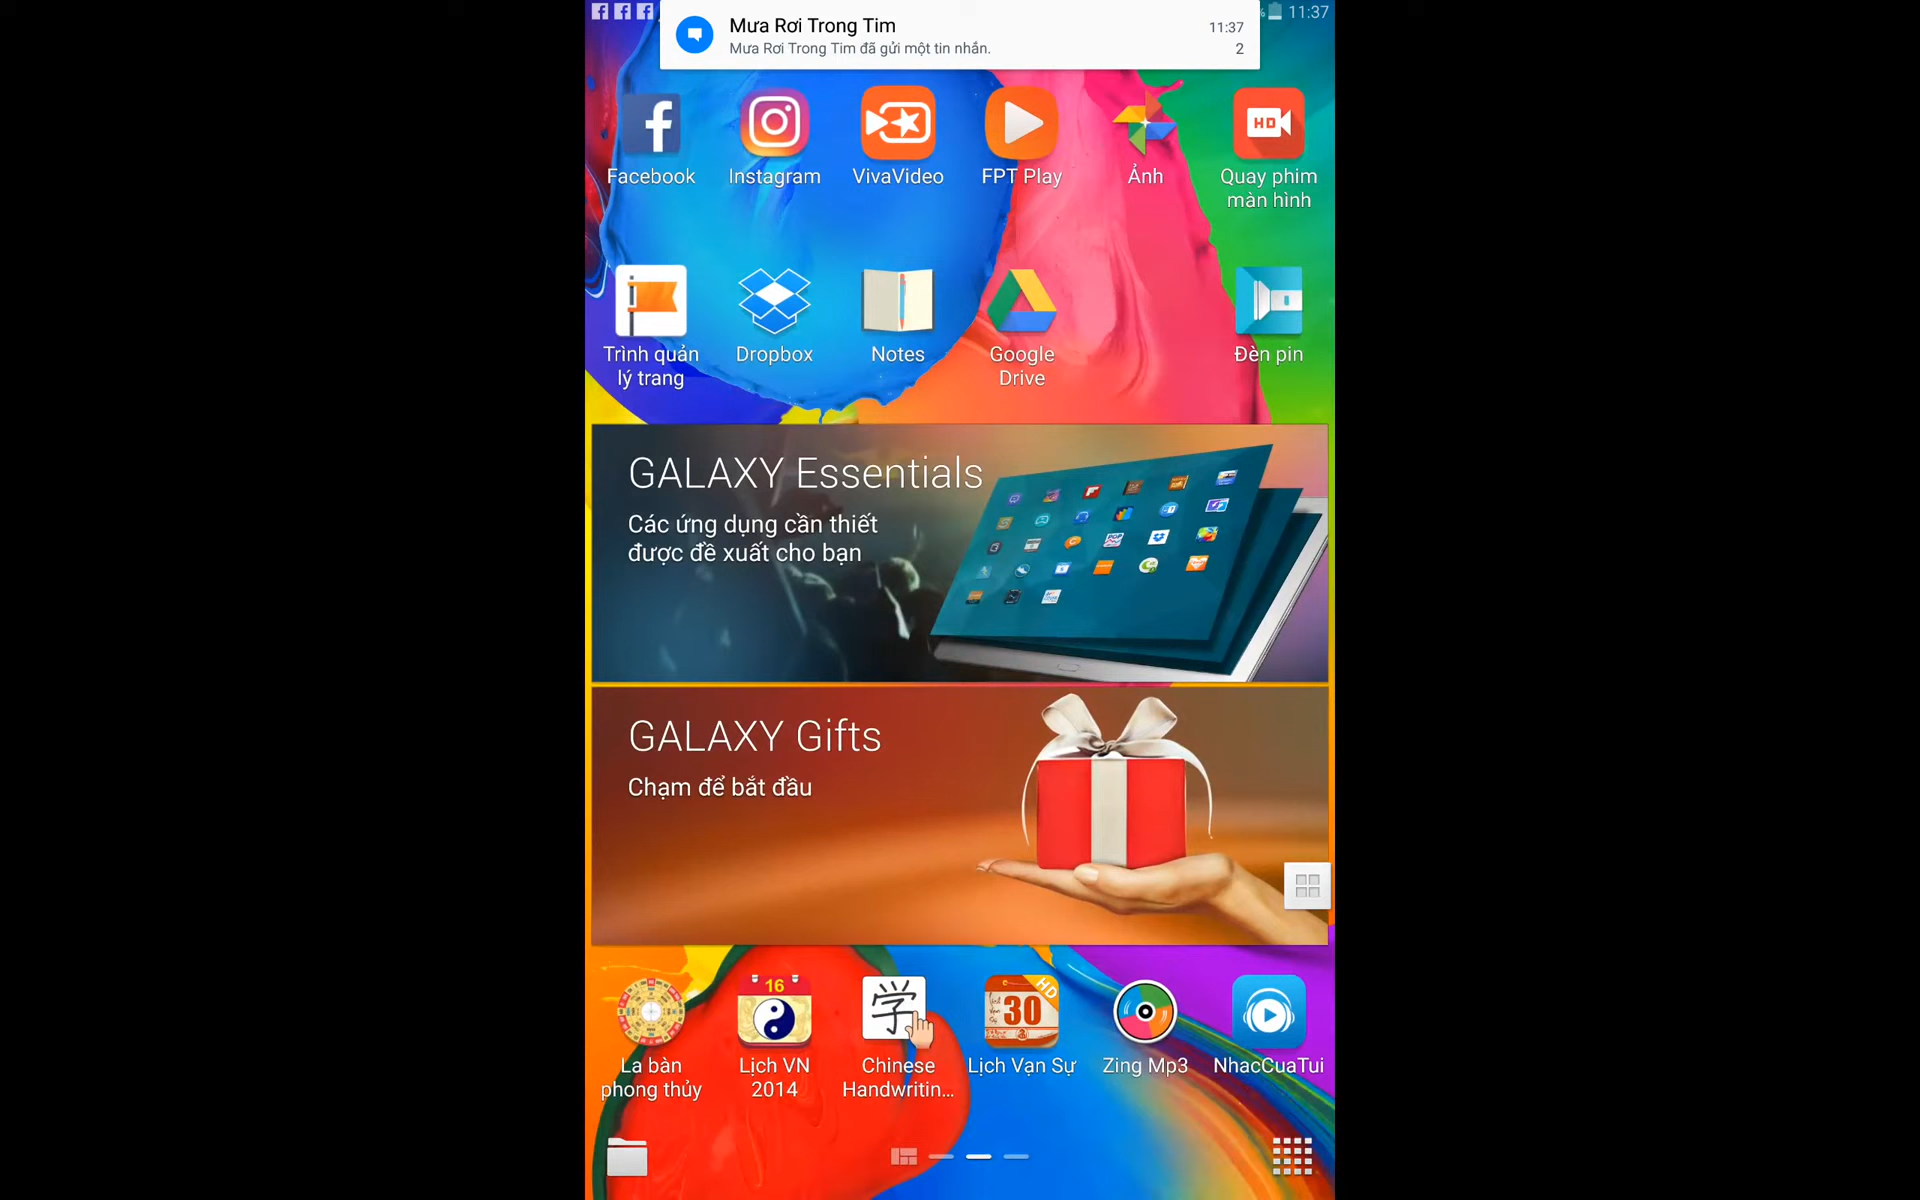 Mưa Rơi Trong Tim
11:37
Mưa Rơi Trong Tim đã gửi một tin nhắn.
2
% 11:37
Facebook
Instagram
VivaVideo
FPT Play
Ảnh
HD
Quay phim
màn hình
Trình quản
lý trang
Dropbox
Notes
Google
Drive
Đèn pin
GALAXY Essentials
Các ứng dụng cần thiết
được đề xuất cho bạn
GALAXY Gifts
Chạm để bắt đầu
16
学
30
HD
La bàn
phong thủy
Lịch VN
2014
Chinese
Handwritin...
Lịch Vạn Sự
Zing Mp3
NhacCuaTui